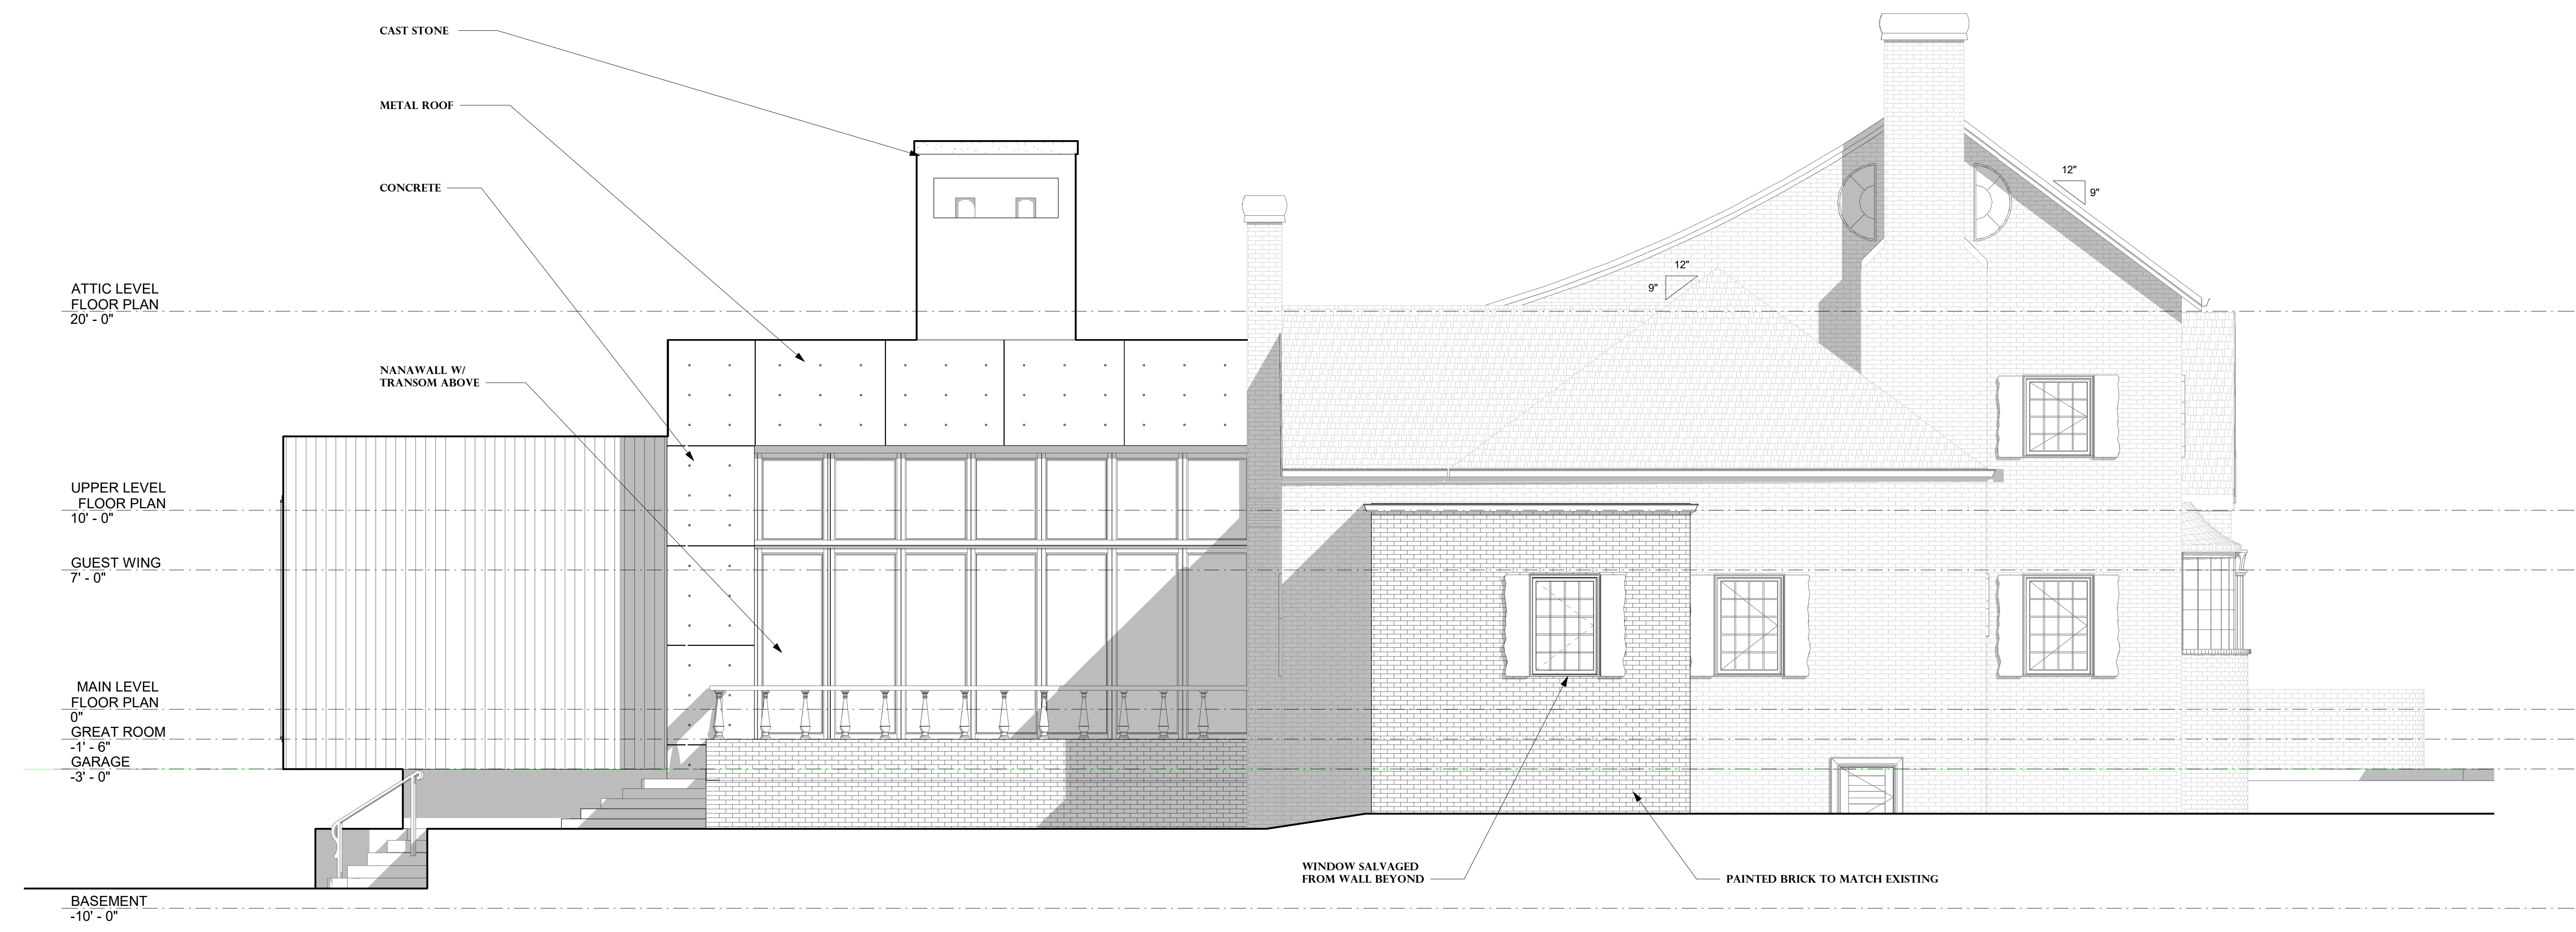 CAST STONE
METAL ROOF
CONCRETE
NANAWALL W/
TRANSOM ABOVE
12"
9"
12"
9"
ATTIC LEVEL
FLOOR PLAN
20' - 0"
UPPER LEVEL
FLOOR PLAN
10' - 0"
GUEST WING
7' - 0"
MAIN LEVEL
FLOOR PLAN
0"
GREAT ROOM
-1' - 6"
GARAGE
-3' - 0"
BASEMENT
-10' - 0"
WINDOW SALVAGED
FROM WALL BEYOND
PAINTED BRICK TO MATCH EXISTING